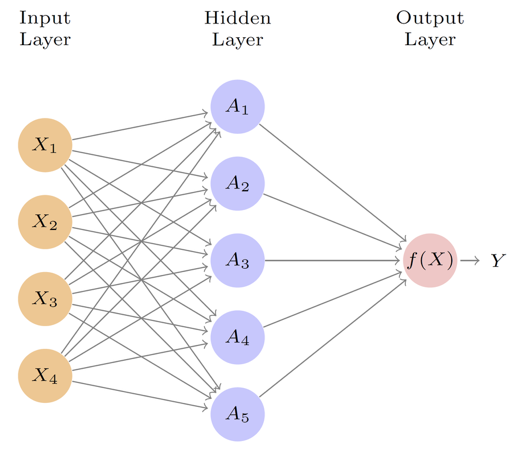 Input
Layer
Hidden
Layer
Output
Layer
X₁
X₂
X₃
X₄
A₁
A₂
A₃
A₄
A₅
f(X)
Y